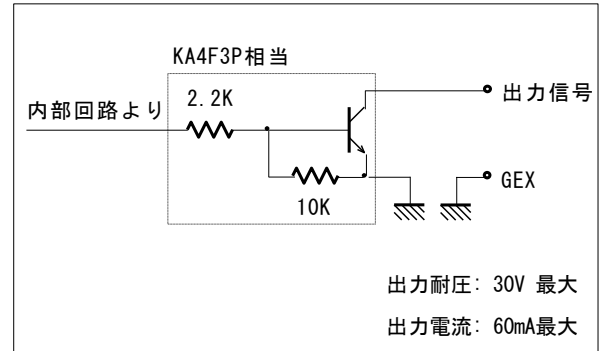 KA4F3P相当
2.2K
内部回路より
出力信号
10K
GEX
出力耐圧: 30V 最大
出力電流: 60mA最大